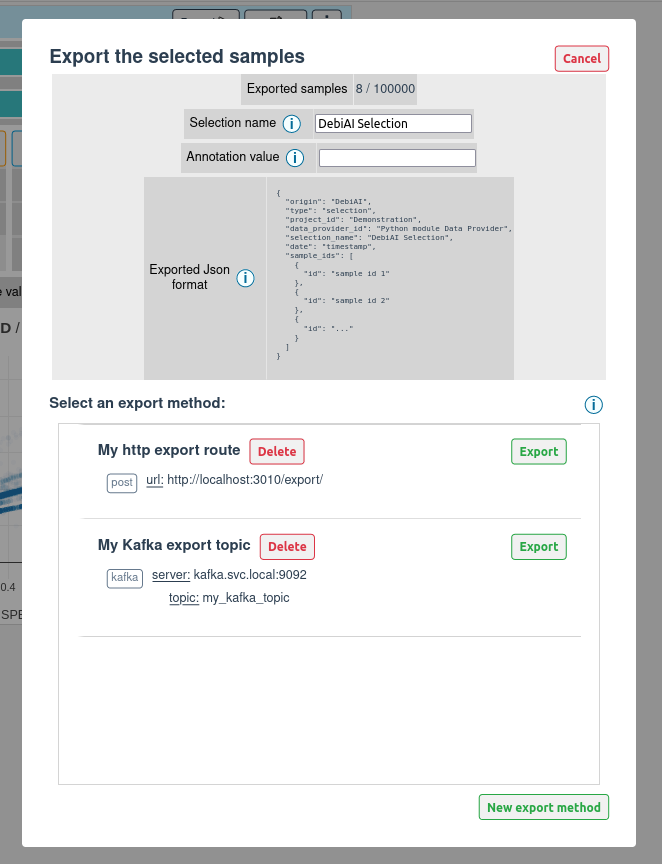 Export the selected samples
Cancel
Exported samples 8 / 100000
Selection name i DebiAI Selection
Annotation value i
Exported Json format i
{
"origin": "DebiAI",
"type": "selection",
"project_id": "Demonstration",
"data_provider_id": "Python module Data Provider",
"selection_name": "DebiAI Selection",
"date": "timestamp",
"sample_ids": [
{
"id": "sample id 1"
},
{
"id": "sample id 2"
},
{
"id": "..."
}
]
}
Select an export method: i
My http export route Delete Export
post url: http://localhost:3010/export/
My Kafka export topic Delete Export
kafka server: kafka.svc.local:9092
topic: my_kafka_topic
New export method
e val
D /
0.4
SPE